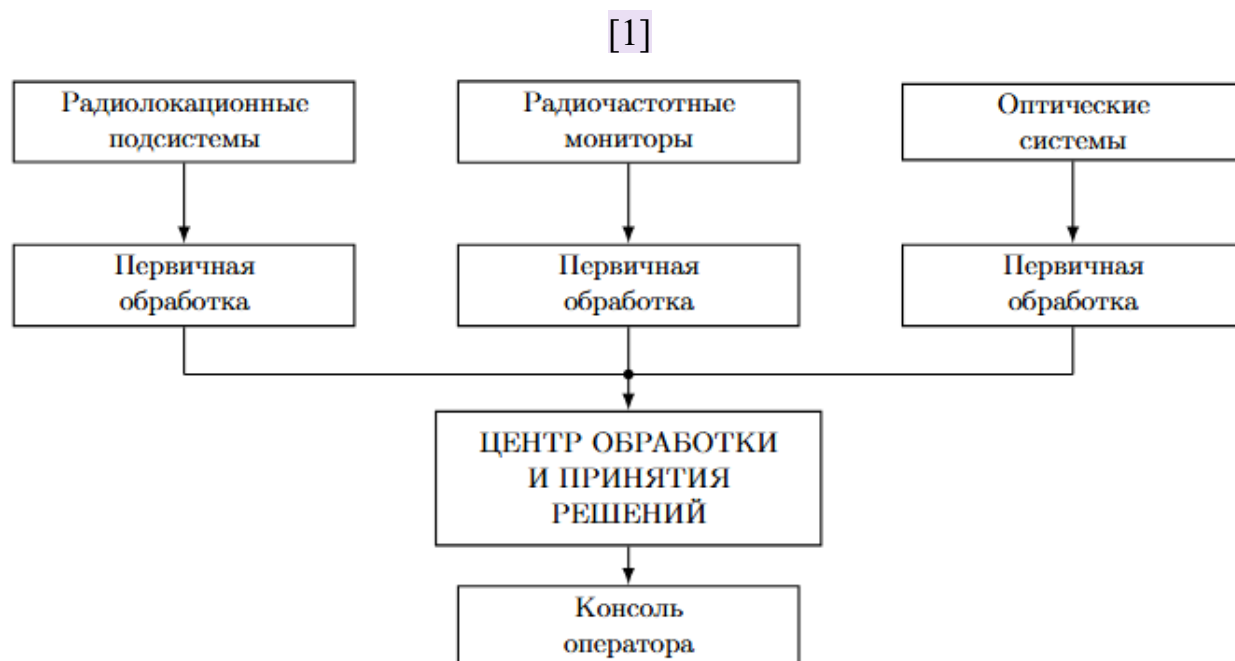 [1]
Радиолокационные
подсистемы
Радиочастотные
мониторы
Оптические
системы
Первичная
обработка
Первичная
обработка
Первичная
обработка
ЦЕНТР ОБРАБОТКИ
И ПРИНЯТИЯ
РЕШЕНИЙ
Консоль
оператора